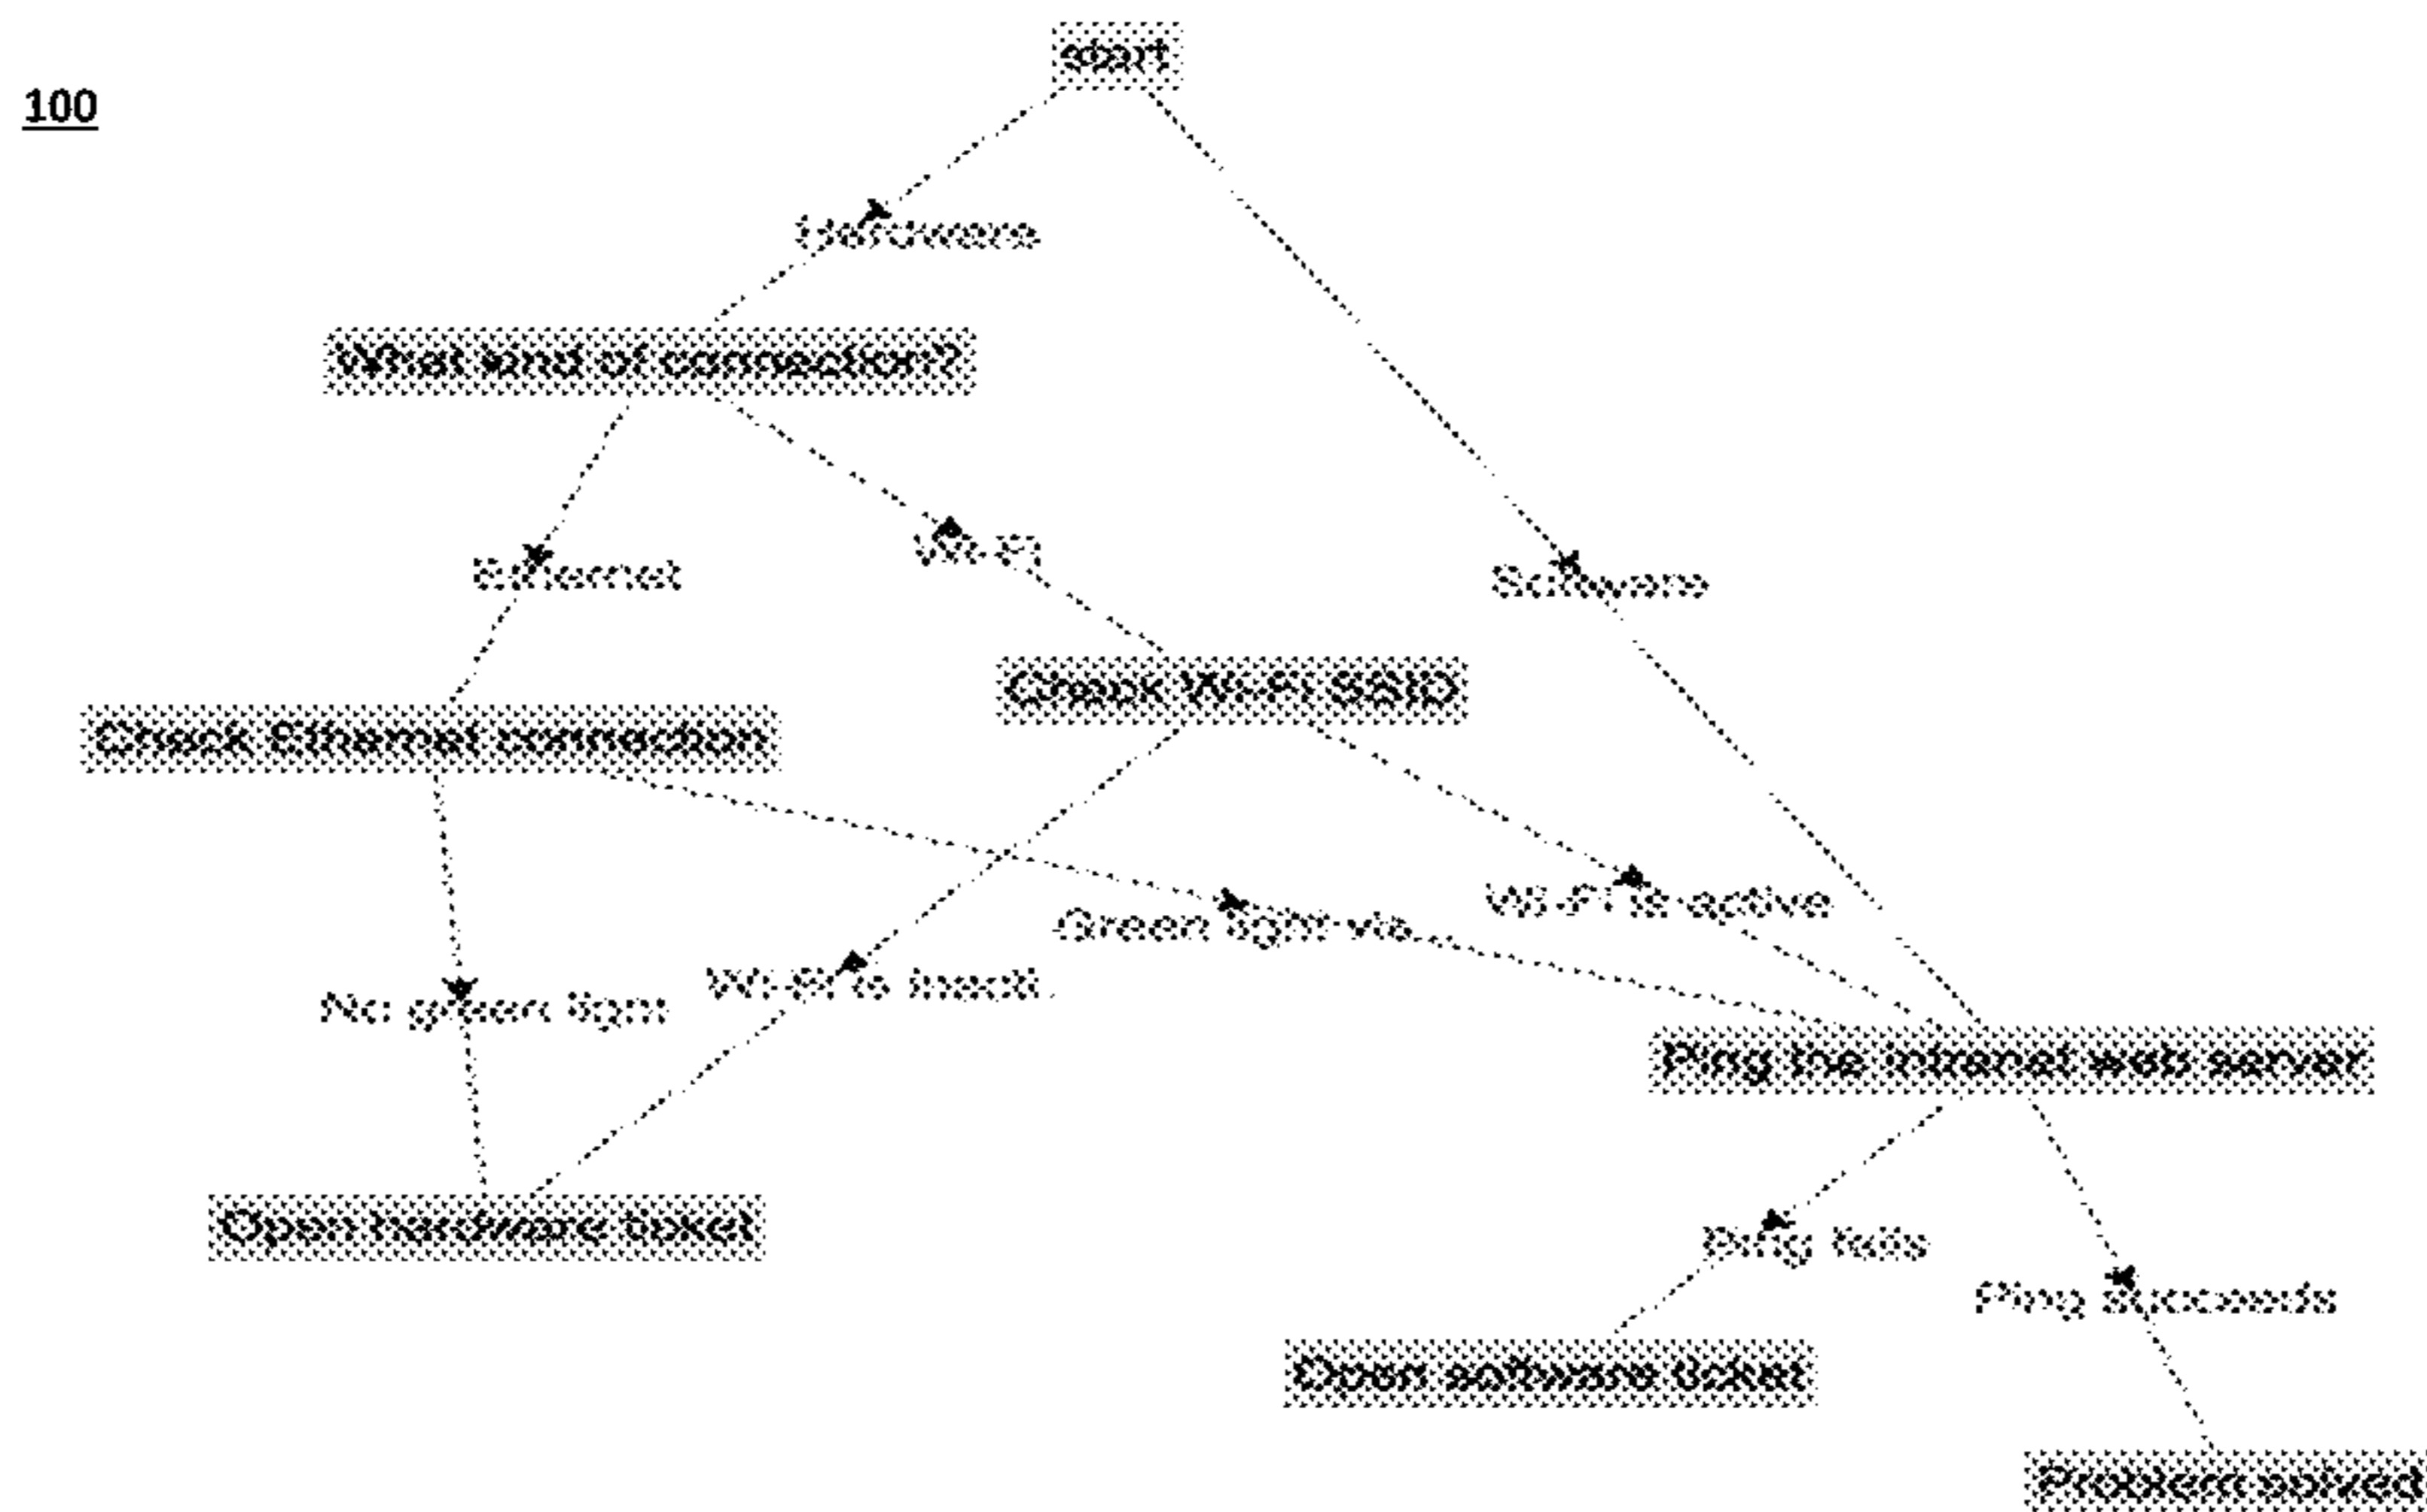 start
100
Hardware
What kind of connection?
Ethernet
Wi-Fi
Software
Check Wi-Fi SSID
Check Ethernet connection
Wi-Fi is active
Green light
No green light
Wi-Fi is
Ping the intranet web server
Open hardware ticket
Ping fails
Ping succeeds
Open software ticket
Problem solved